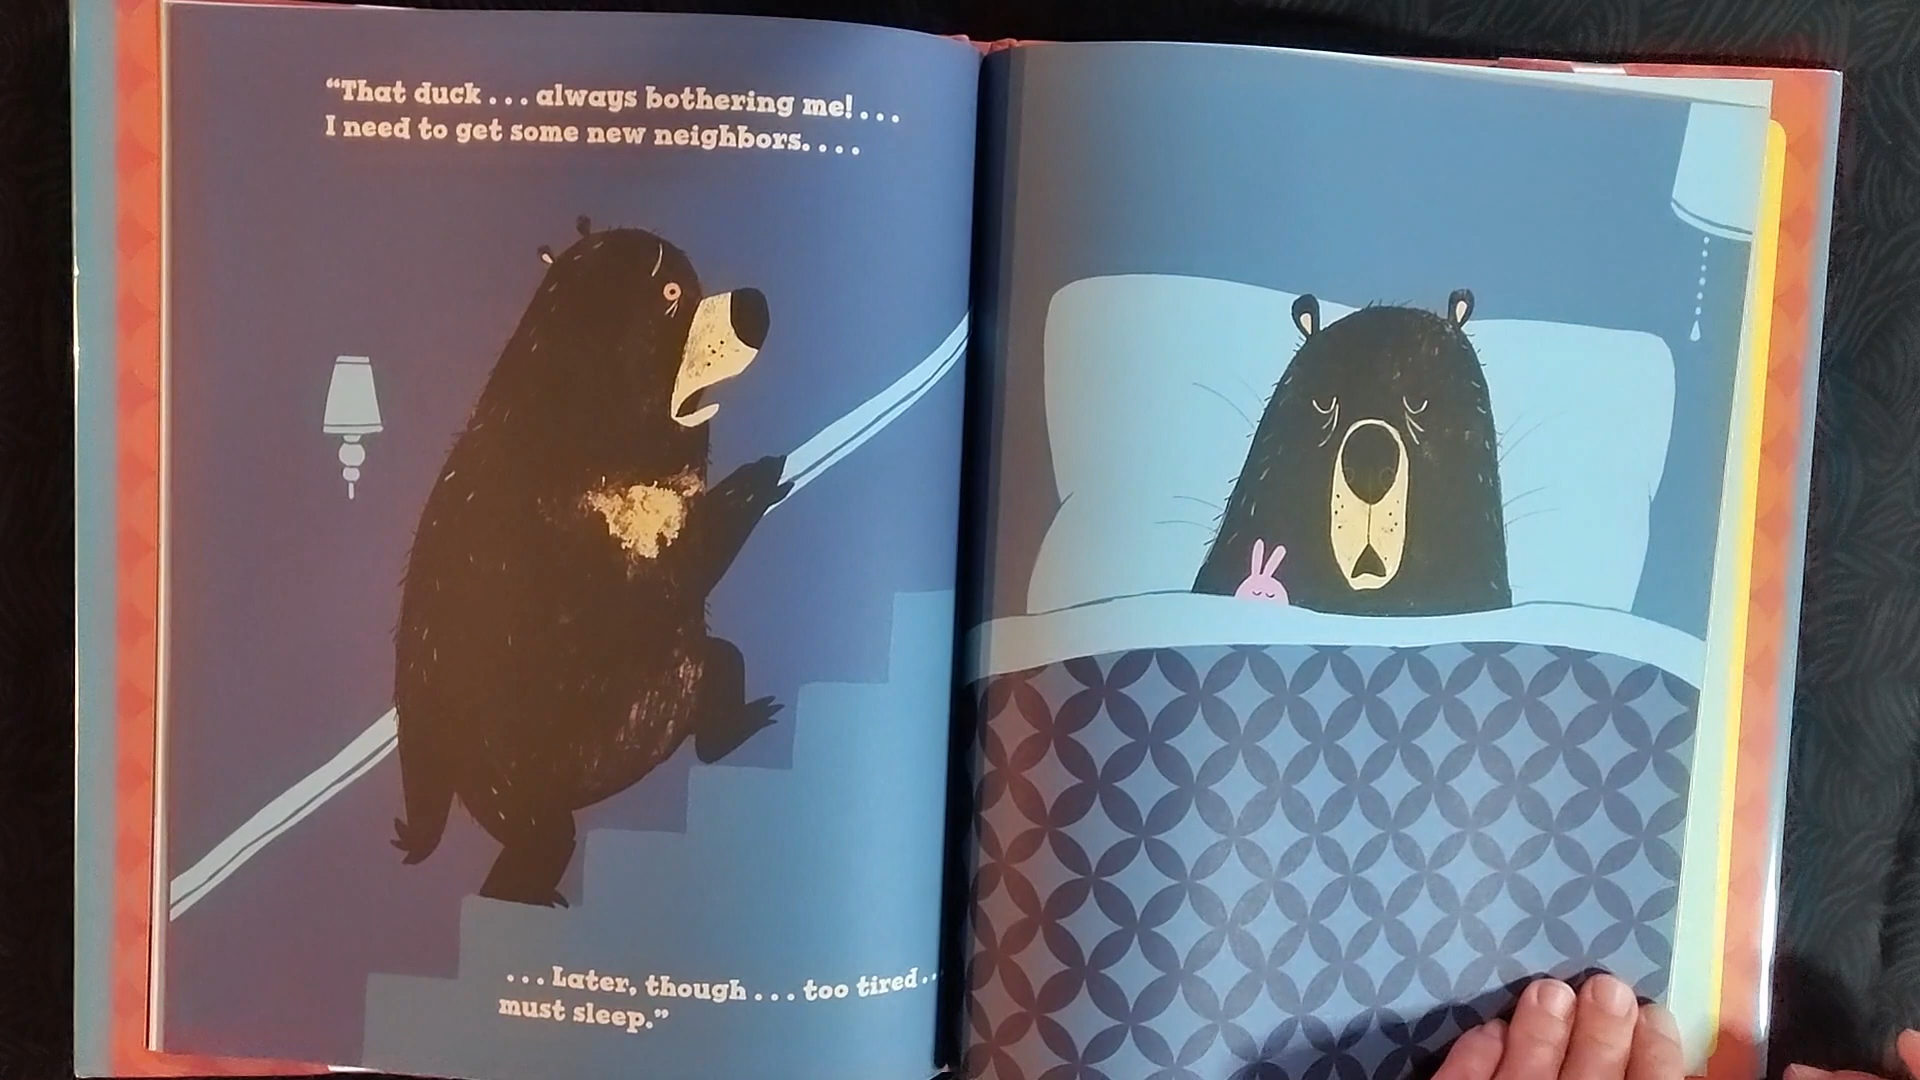 “That duck . . . always bothering me! . . .
I need to get some new neighbors. . . .
. . . Later, though . . . too tired . .
must sleep.”